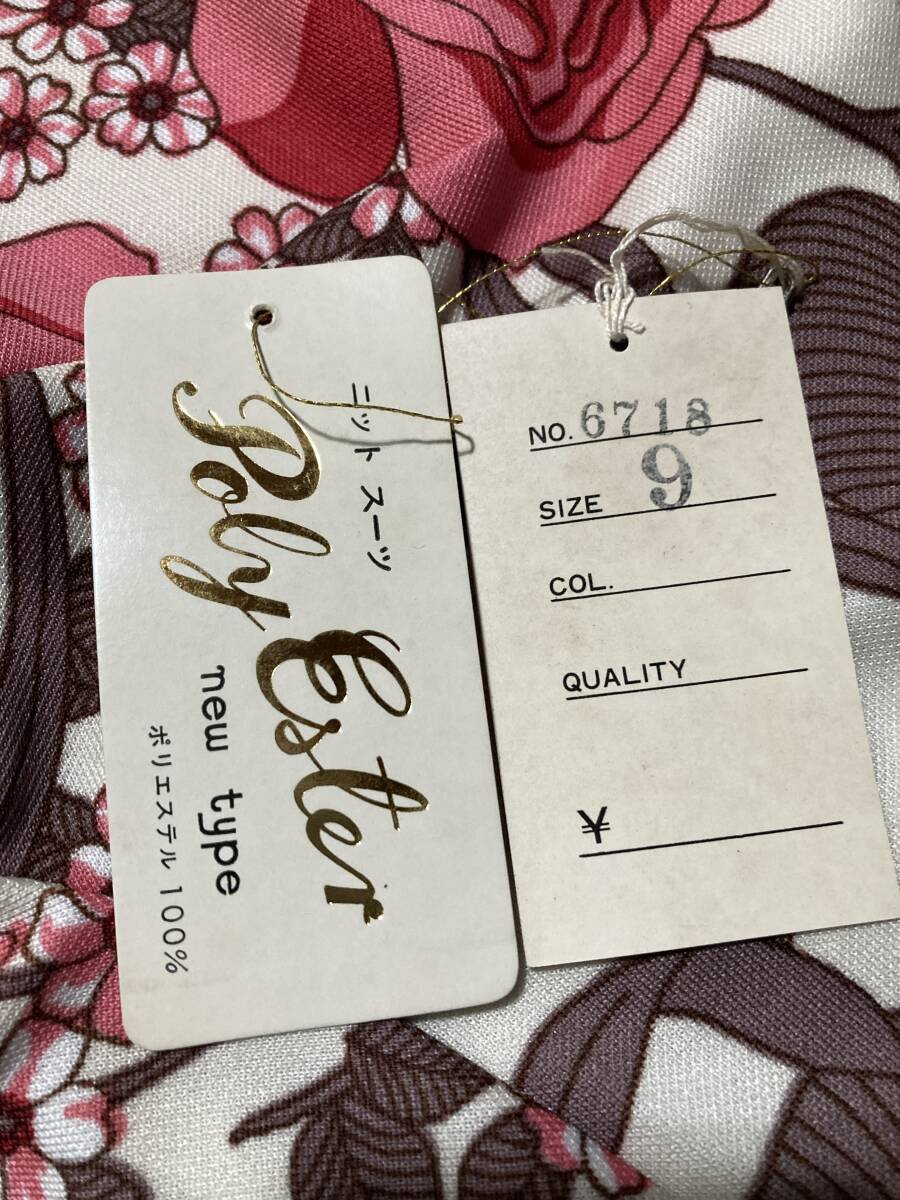 ニット スーツ
Poly Ester
new type
ポリエステル 100%
NO. 6718
SIZE 9
COL.
QUALITY
¥